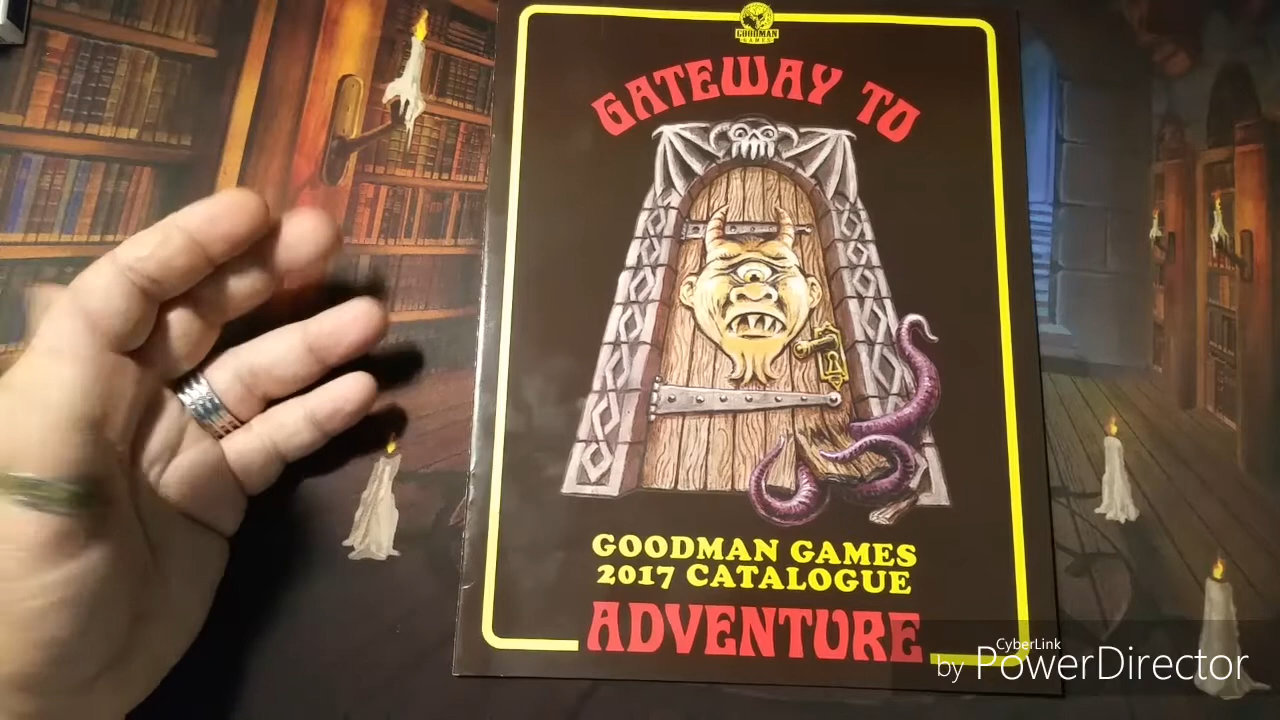 GOODMAN
GAMES
GATEWAY TO
GOODMAN GAMES
2017 CATALOGUE
ADVENTURE
CyberLink
by PowerDirector